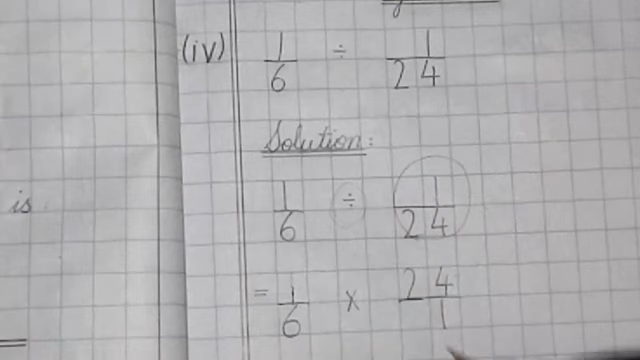 (iv) 1/6 ÷ 1/24
Solution:
1/6 ÷ 1/24
is
= 1/6 × 24/1